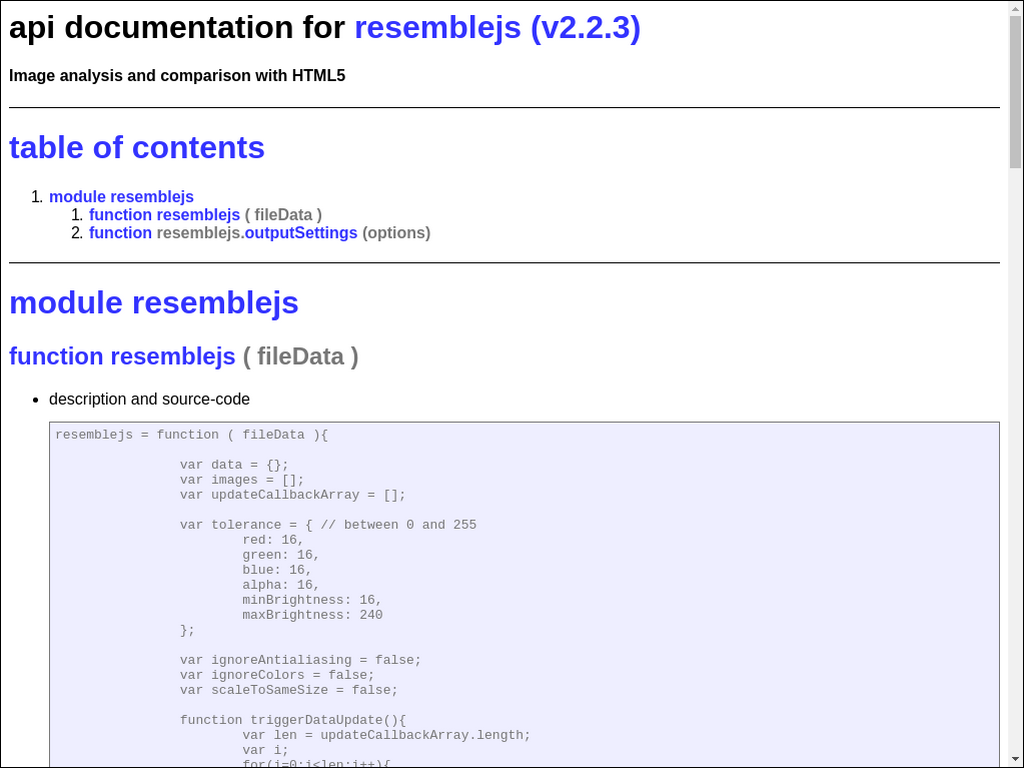 api documentation for resemblejs (v2.2.3)
Image analysis and comparison with HTML5
table of contents
1. module resemblejs
1. function resemblejs ( fileData )
2. function resemblejs.outputSettings (options)
module resemblejs
function resemblejs ( fileData )
• description and source-code
resemblejs = function ( fileData ){
var data = {};
var images = [];
var updateCallbackArray = [];
var tolerance = { // between 0 and 255
red: 16,
green: 16,
blue: 16,
alpha: 16,
minBrightness: 16,
maxBrightness: 240
};
var ignoreAntialiasing = false;
var ignoreColors = false;
var scaleToSameSize = false;
function triggerDataUpdate(){
var len = updateCallbackArray.length;
var i;
for(i=0;i<len;i++){